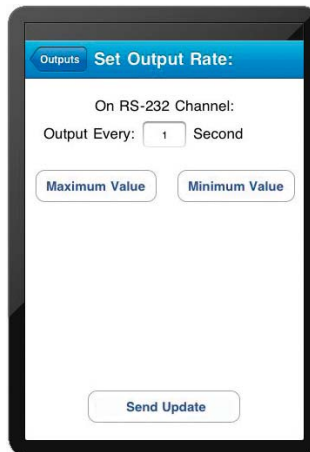 Outputs Set Output Rate:
On RS-232 Channel:
Output Every: 1 Second
Maximum Value Minimum Value
Send Update